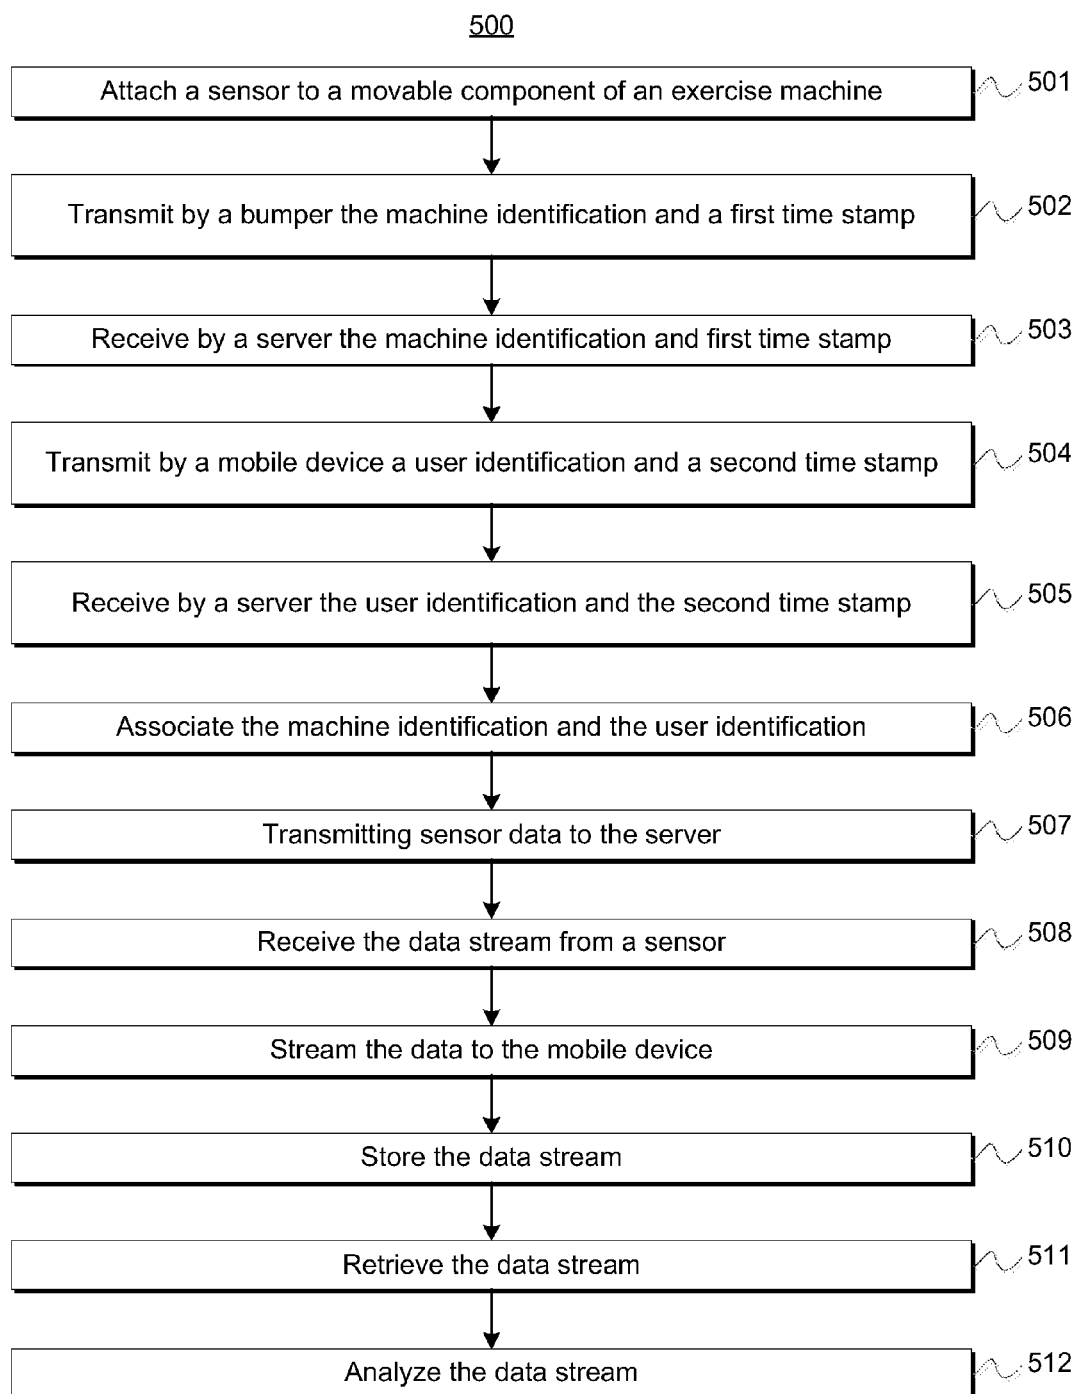 500
Attach a sensor to a movable component of an exercise machine
501
Transmit by a bumper the machine identification and a first time stamp
502
Receive by a server the machine identification and first time stamp
503
Transmit by a mobile device a user identification and a second time stamp
504
Receive by a server the user identification and the second time stamp
505
Associate the machine identification and the user identification
506
Transmitting sensor data to the server
507
Receive the data stream from a sensor
508
Stream the data to the mobile device
509
Store the data stream
510
Retrieve the data stream
511
Analyze the data stream
512